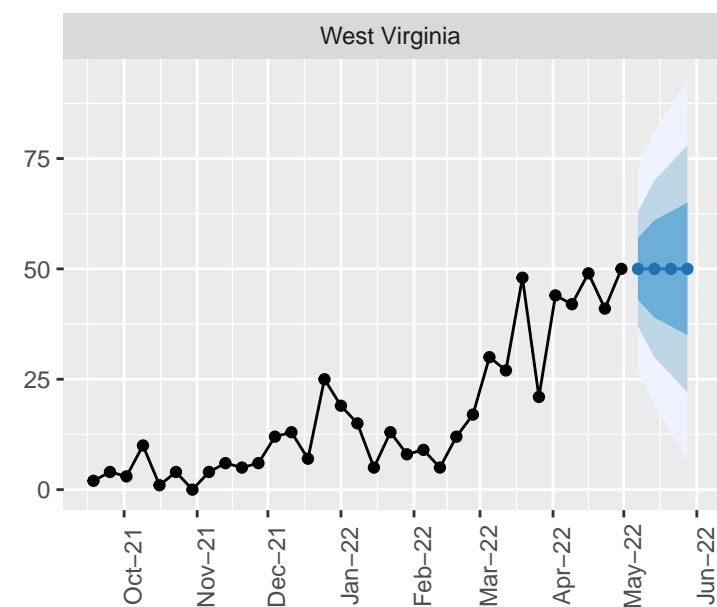 West Virginia
75
50
25
0
Oct−21
Nov−21
Dec−21
Jan−22
Feb−22
Mar−22
Apr−22
May−22
Jun−22